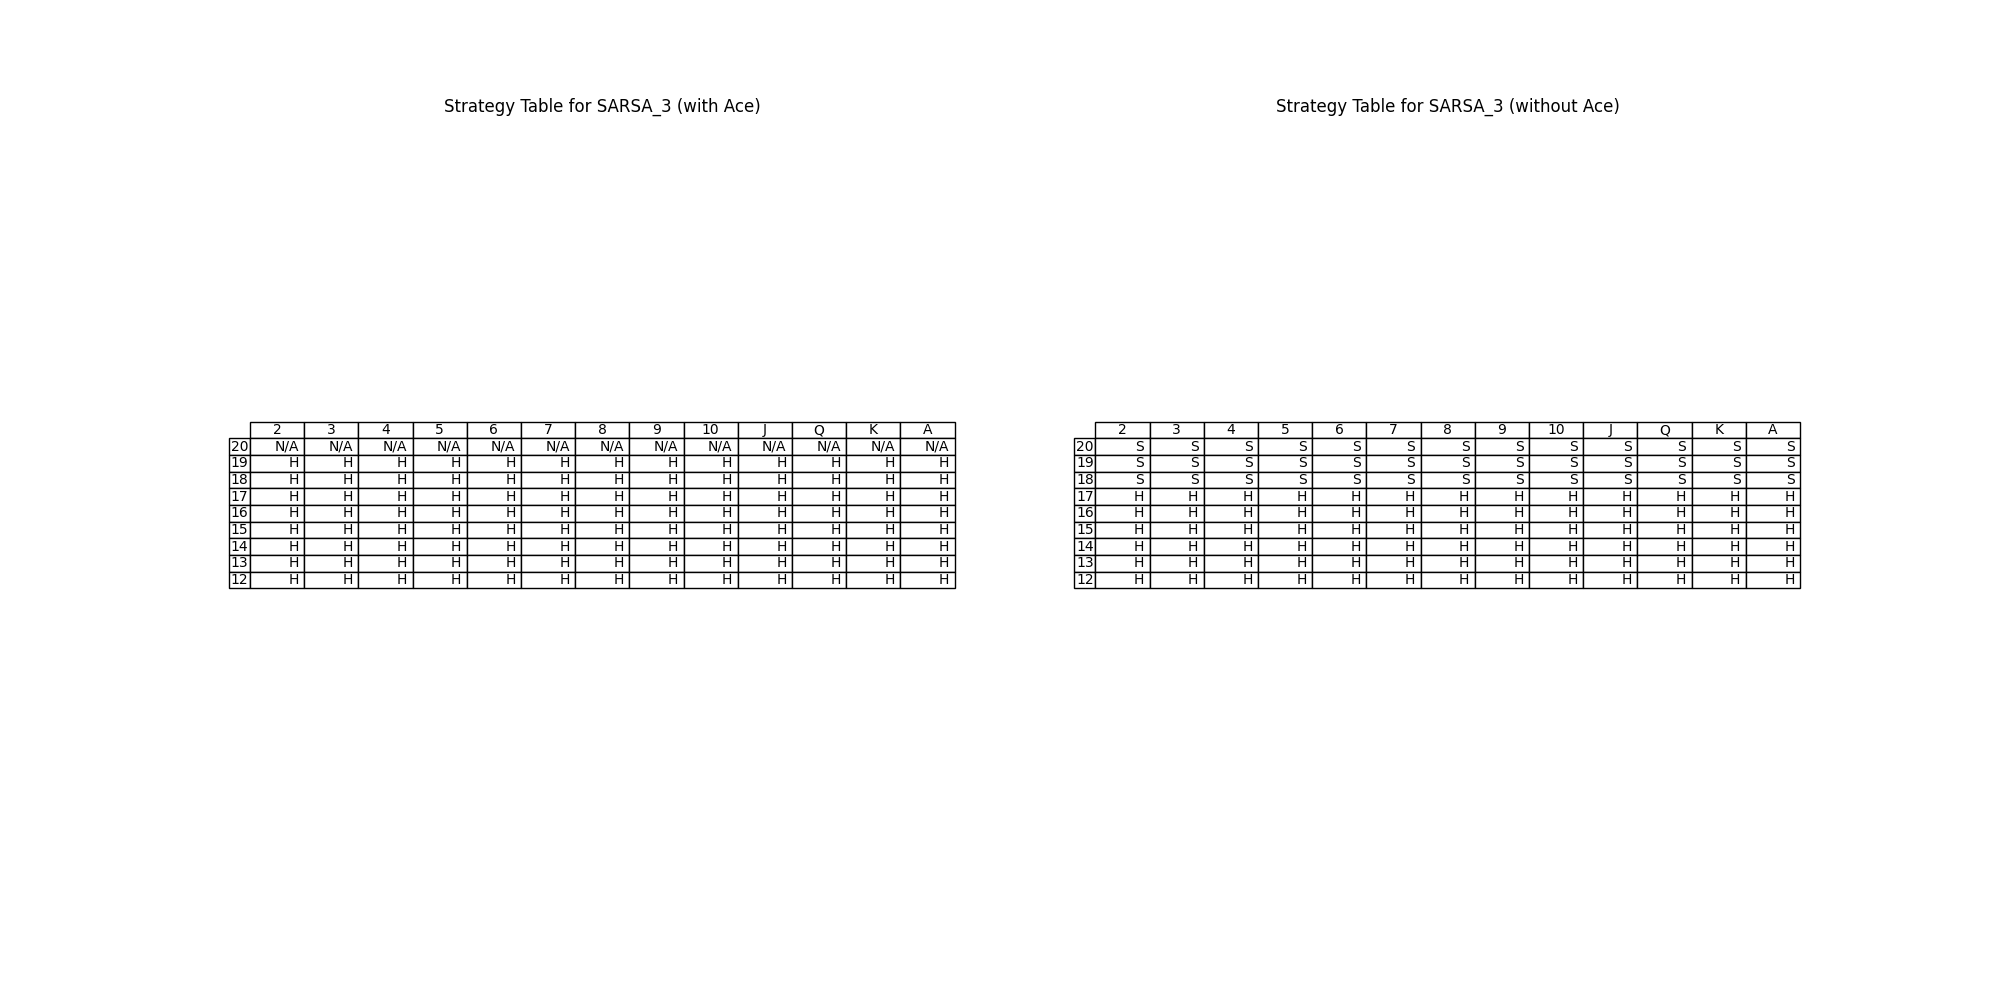 Strategy Table for SARSA_3 (with Ace)
2 3 4 5 6 7 8 9 10 J Q K A
20 N/A N/A N/A N/A N/A N/A N/A N/A N/A N/A N/A N/A N/A
19 H H H H H H H H H H H H H
18 H H H H H H H H H H H H H
17 H H H H H H H H H H H H H
16 H H H H H H H H H H H H H
15 H H H H H H H H H H H H H
14 H H H H H H H H H H H H H
13 H H H H H H H H H H H H H
12 H H H H H H H H H H H H H
Strategy Table for SARSA_3 (without Ace)
2 3 4 5 6 7 8 9 10 J Q K A
20 S S S S S S S S S S S S S
19 S S S S S S S S S S S S S
18 S S S S S S S S S S S S S
17 H H H H H H H H H H H H H
16 H H H H H H H H H H H H H
15 H H H H H H H H H H H H H
14 H H H H H H H H H H H H H
13 H H H H H H H H H H H H H
12 H H H H H H H H H H H H H